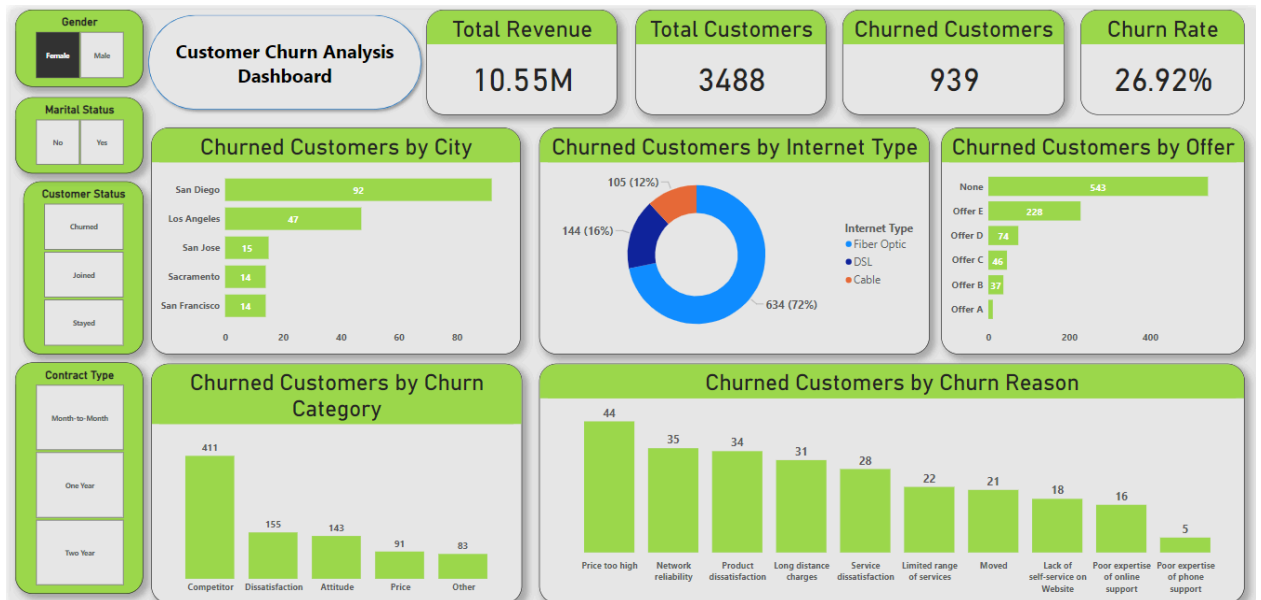 Gender
Female
Male
Customer Churn Analysis
Dashboard
Total Revenue
10.55M
Total Customers
3488
Churned Customers
939
Churn Rate
26.92%
Marital Status
No
Yes
Customer Status
Churned
Joined
Stayed
Contract Type
Month-to-Month
One Year
Two Year
Churned Customers by City
San Diego
92
Los Angeles
47
San Jose
15
Sacramento
14
San Francisco
14
0 20 40 60 80
Churned Customers by Internet Type
105 (12%)
144 (16%)
634 (72%)
Internet Type
Fiber Optic
DSL
Cable
Churned Customers by Offer
None
543
Offer E
228
Offer D
74
Offer C
46
Offer B
37
Offer A
0 200 400
Churned Customers by Churn
Category
411
155
143
91
83
Competitor Dissatisfaction Attitude Price Other
Churned Customers by Churn Reason
44
35
34
31
28
22
21
18
16
5
Price too high
Network
reliability
Product
dissatisfaction
Long distance
charges
Service
dissatisfaction
Limited range
of services
Moved
Lack of
self-service on
Website
Poor expertise
of online
support
Poor expertise
of phone
support